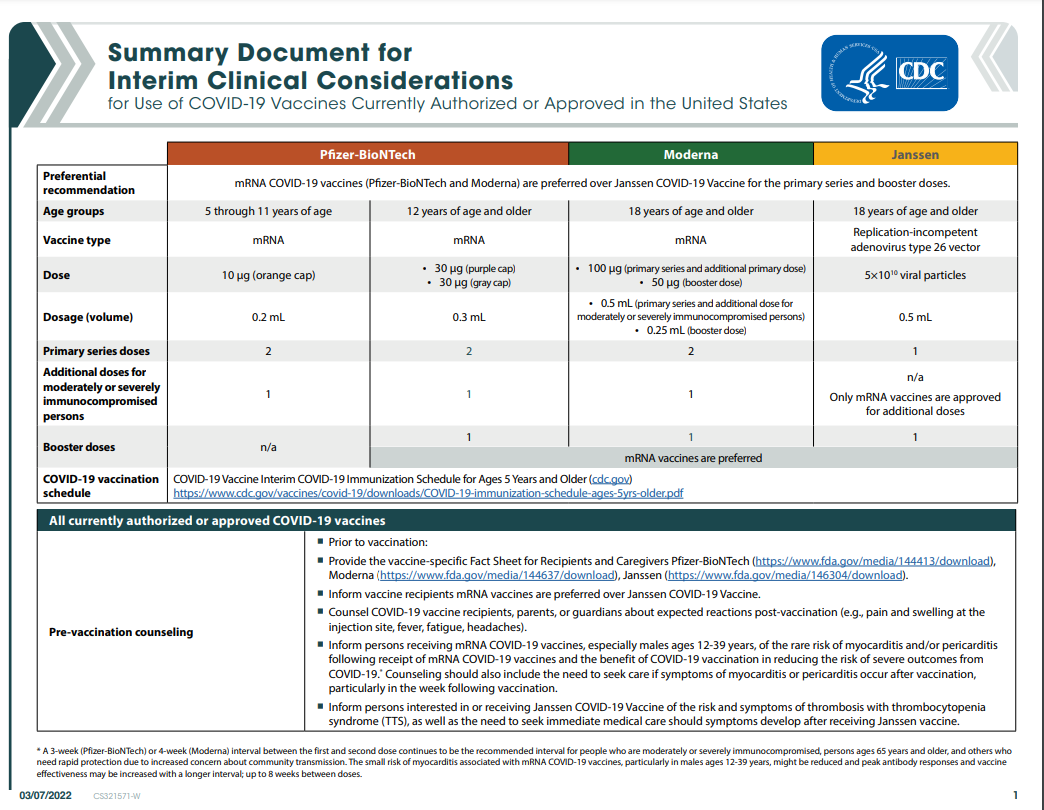 Summary Document for
Interim Clinical Considerations
for Use of COVID-19 Vaccines Currently Authorized or Approved in the United States
DEPARTMENT OF HEALTH & HUMAN SERVICES · USA
CDC
Pfizer-BioNTech
Moderna
Janssen
Preferential
recommendation
mRNA COVID-19 vaccines (Pfizer-BioNTech and Moderna) are preferred over Janssen COVID-19 Vaccine for the primary series and booster doses.
Age groups
5 through 11 years of age
12 years of age and older
18 years of age and older
18 years of age and older
Vaccine type
mRNA
mRNA
mRNA
Replication-incompetent
adenovirus type 26 vector
Dose
10 µg (orange cap)
• 30 µg (purple cap)
• 30 µg (gray cap)
• 100 µg (primary series and additional primary dose)
• 50 µg (booster dose)
5×10¹⁰ viral particles
Dosage (volume)
0.2 mL
0.3 mL
• 0.5 mL (primary series and additional dose for
moderately or severely immunocompromised persons)
• 0.25 mL (booster dose)
0.5 mL
Primary series doses
2
2
2
1
Additional doses for
moderately or severely
immunocompromised
persons
1
1
1
n/a
Only mRNA vaccines are approved
for additional doses
Booster doses
n/a
1
1
1
mRNA vaccines are preferred
COVID-19 vaccination
schedule
COVID-19 Vaccine Interim COVID-19 Immunization Schedule for Ages 5 Years and Older (cdc.gov)
https://www.cdc.gov/vaccines/covid-19/downloads/COVID-19-immunization-schedule-ages-5yrs-older.pdf
All currently authorized or approved COVID-19 vaccines
Pre-vaccination counseling
■ Prior to vaccination:
■ Provide the vaccine-specific Fact Sheet for Recipients and Caregivers Pfizer-BioNTech (https://www.fda.gov/media/144413/download),
Moderna (https://www.fda.gov/media/144637/download), Janssen (https://www.fda.gov/media/146304/download).
■ Inform vaccine recipients mRNA vaccines are preferred over Janssen COVID-19 Vaccine.
■ Counsel COVID-19 vaccine recipients, parents, or guardians about expected reactions post-vaccination (e.g., pain and swelling at the
injection site, fever, fatigue, headaches).
■ Inform persons receiving mRNA COVID-19 vaccines, especially males ages 12-39 years, of the rare risk of myocarditis and/or pericarditis
following receipt of mRNA COVID-19 vaccines and the benefit of COVID-19 vaccination in reducing the risk of severe outcomes from
COVID-19.* Counseling should also include the need to seek care if symptoms of myocarditis or pericarditis occur after vaccination,
particularly in the week following vaccination.
■ Inform persons interested in or receiving Janssen COVID-19 Vaccine of the risk and symptoms of thrombosis with thrombocytopenia
syndrome (TTS), as well as the need to seek immediate medical care should symptoms develop after receiving Janssen vaccine.
* A 3-week (Pfizer-BioNTech) or 4-week (Moderna) interval between the first and second dose continues to be the recommended interval for people who are moderately or severely immunocompromised, persons ages 65 years and older, and others who
need rapid protection due to increased concern about community transmission. The small risk of myocarditis associated with mRNA COVID-19 vaccines, particularly in males ages 12-39 years, might be reduced and peak antibody responses and vaccine
effectiveness may be increased with a longer interval; up to 8 weeks between doses.
03/07/2022
CS321571-W
1